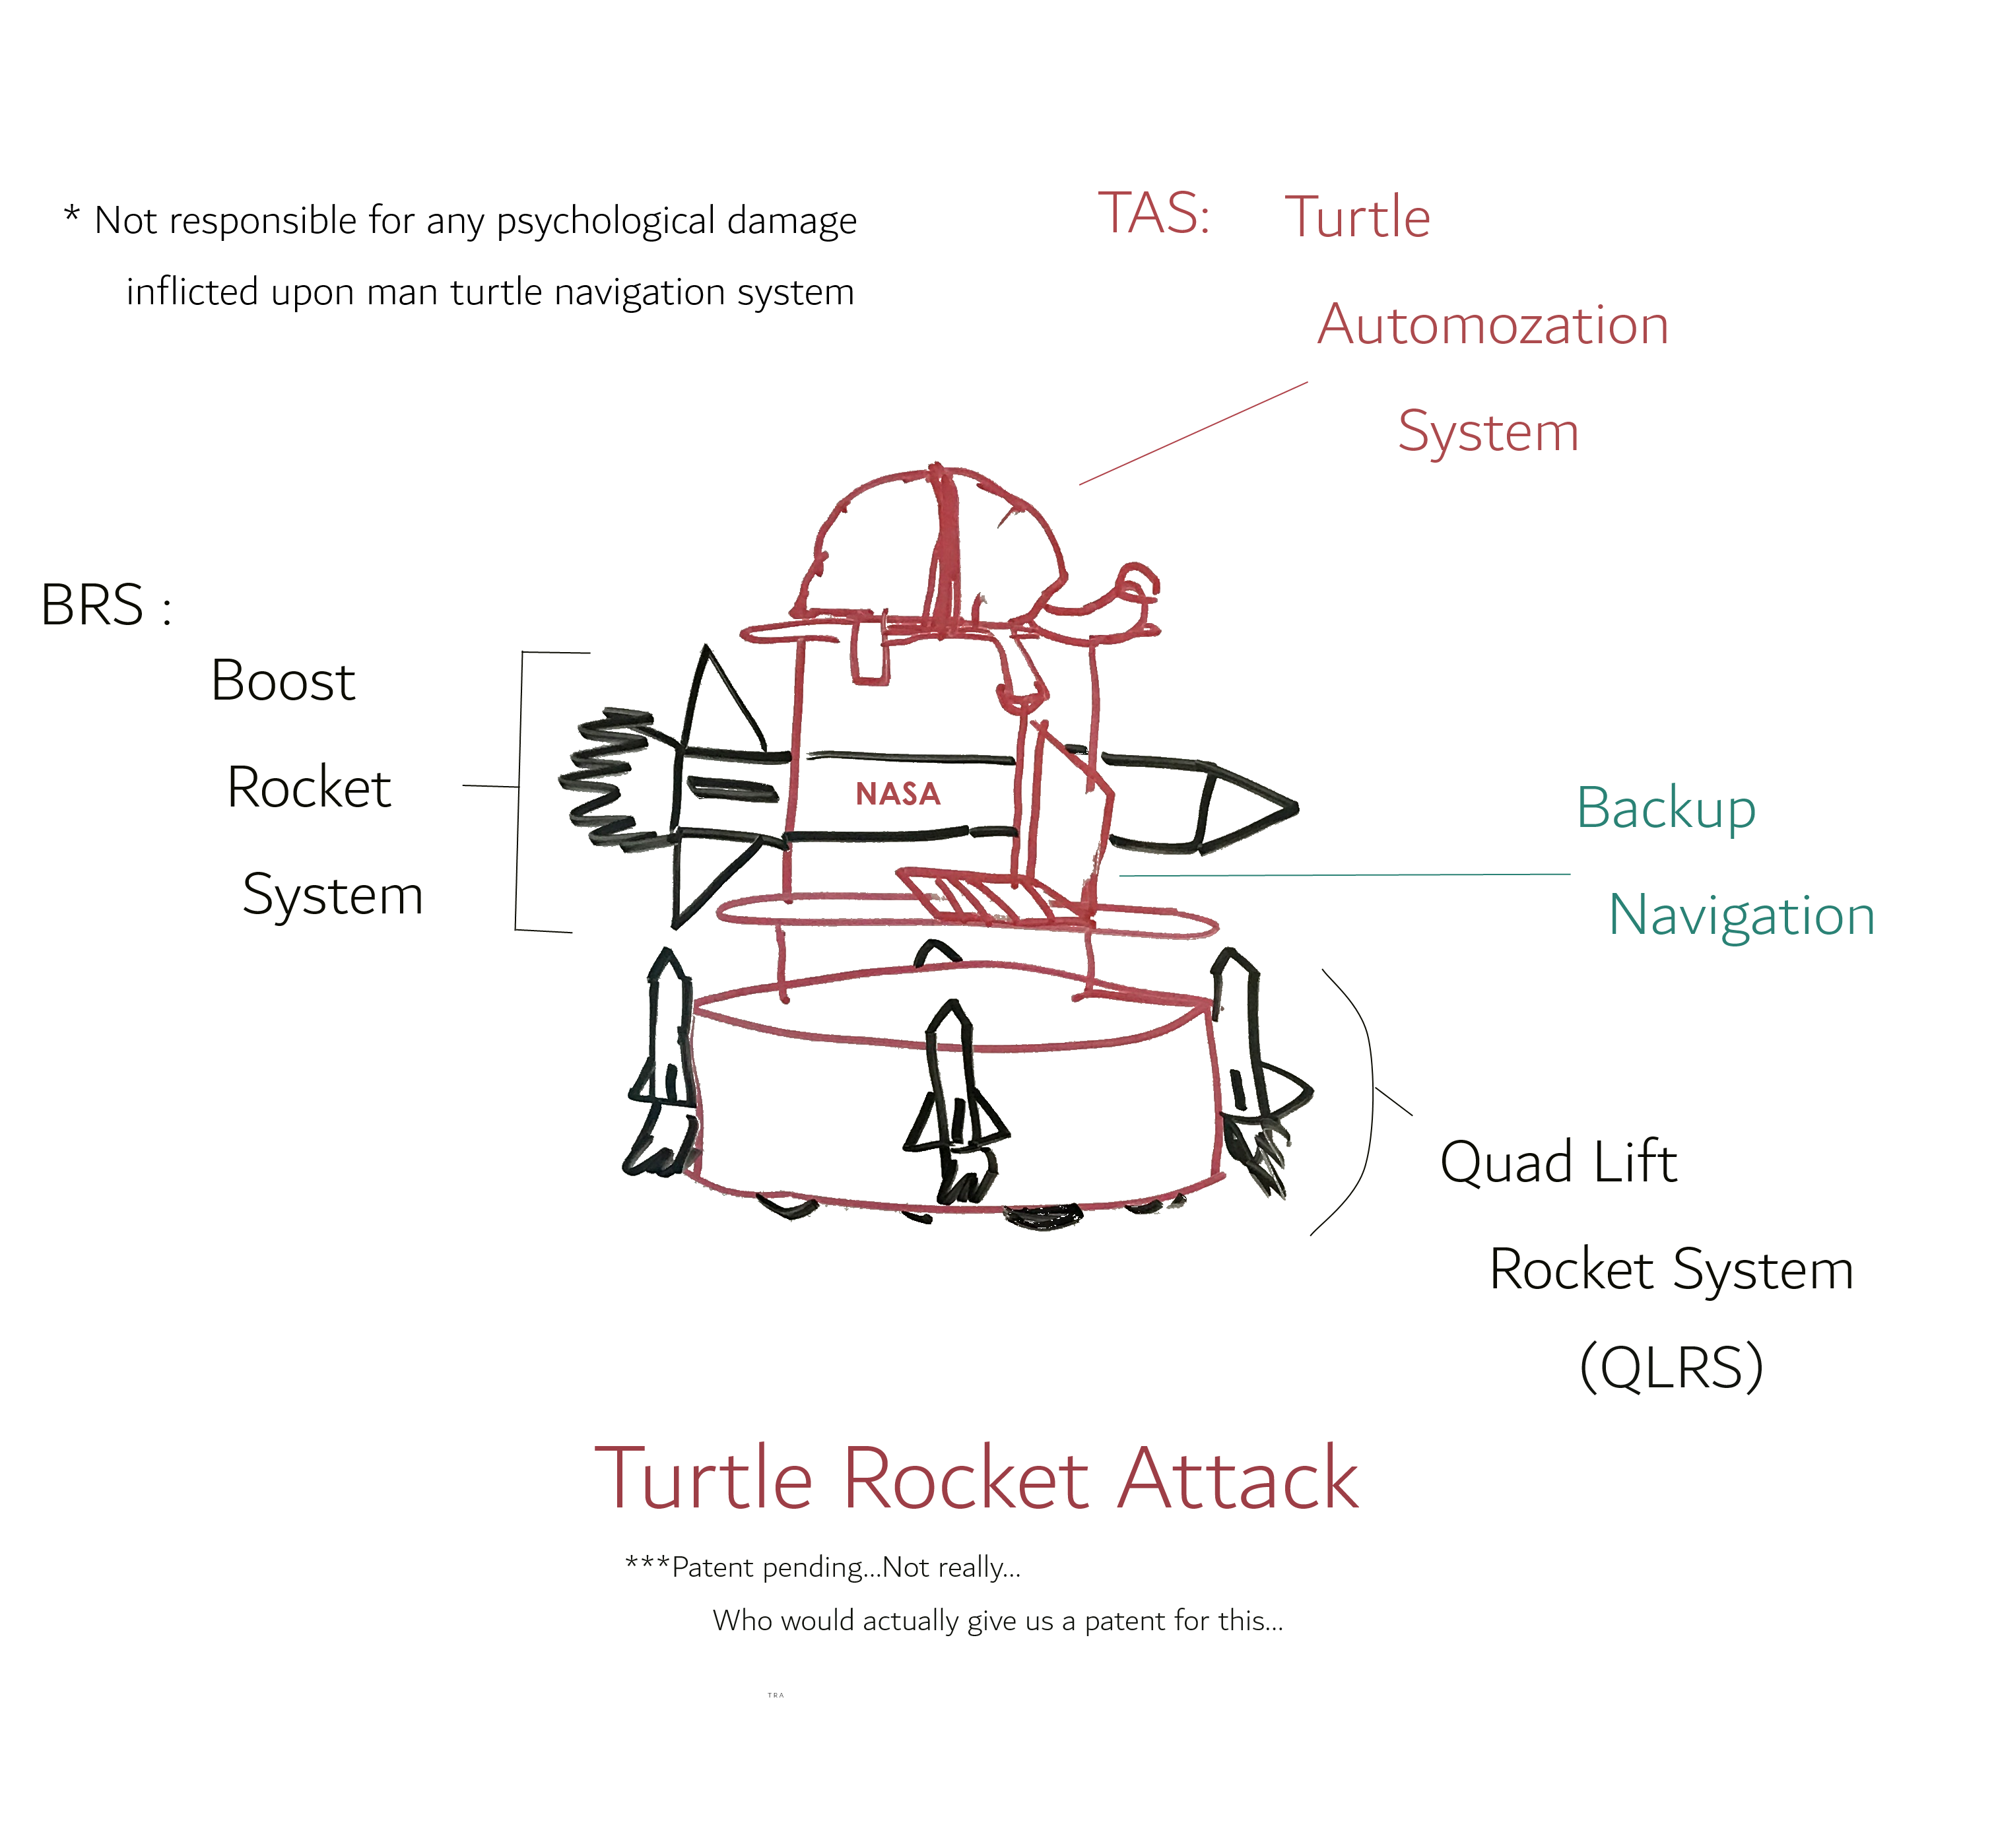 * Not responsible for any psychological damage
inflicted upon man turtle navigation system
TAS: Turtle
Automozation
System
BRS :
Boost
Rocket
System
NASA
Backup
Navigation
Quad Lift
Rocket System
(QLRS)
Turtle Rocket Attack
***Patent pending...Not really...
Who would actually give us a patent for this...
TRA